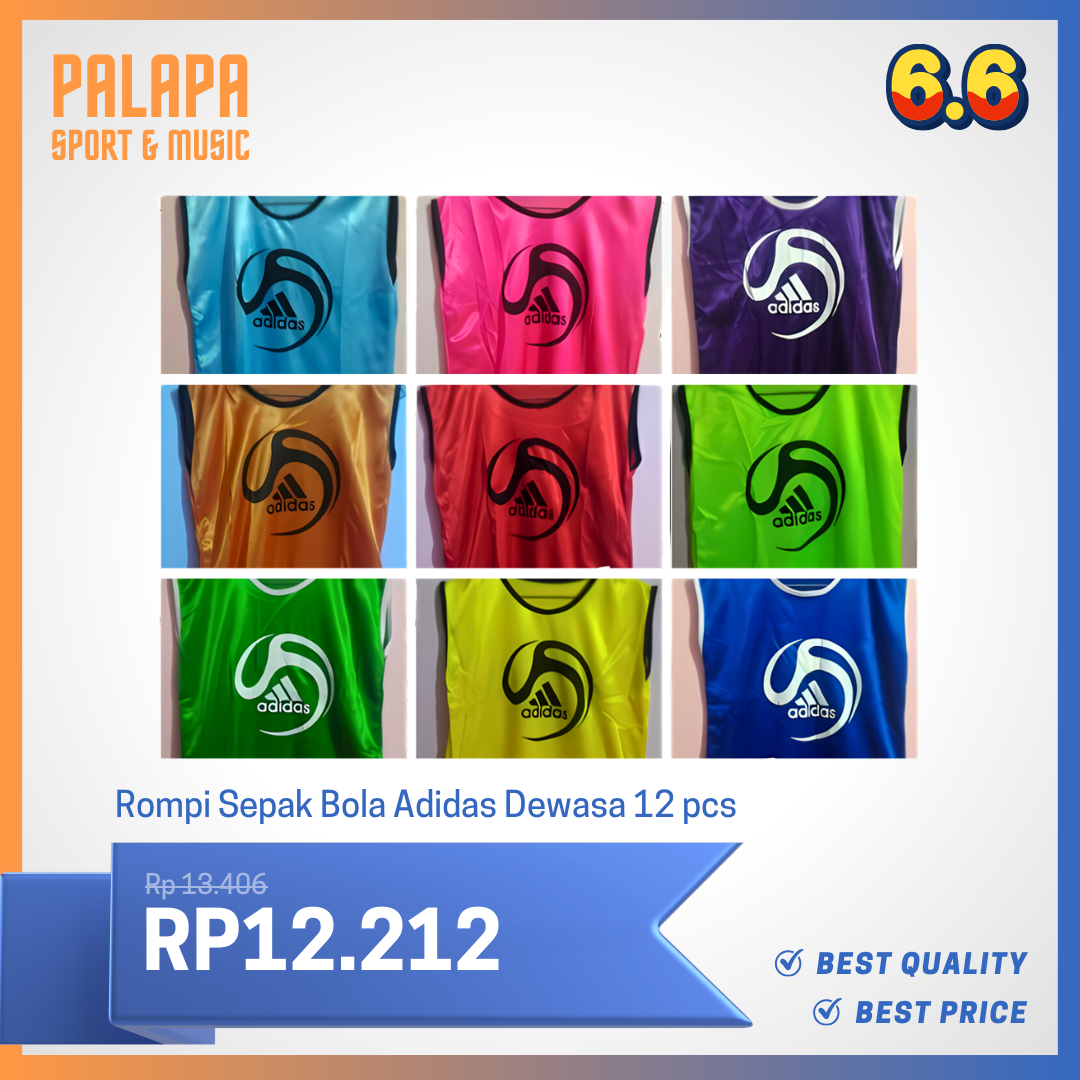 PALAPA
SPORT & MUSIC
6.6
adidas
adidas
adidas
adidas
adidas
adidas
adidas
adidas
adidas
Rompi Sepak Bola Adidas Dewasa 12 pcs
Rp 13.406
RP12.212
BEST QUALITY
BEST PRICE